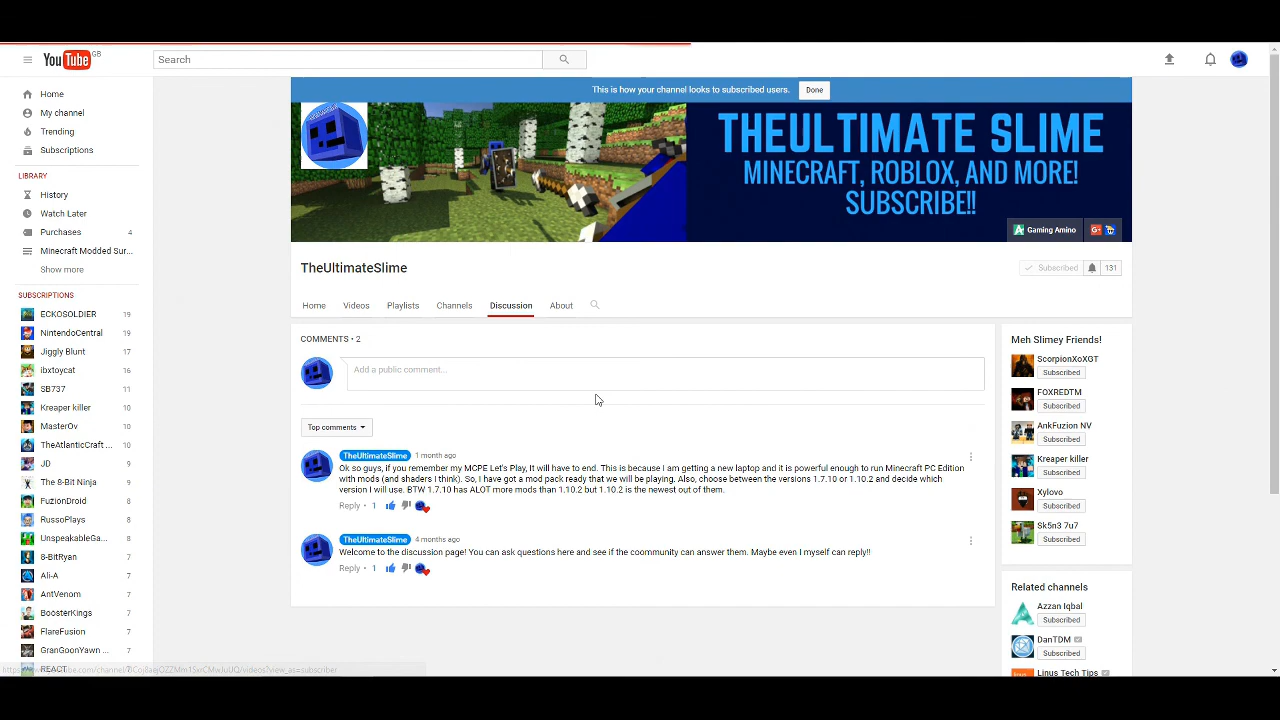 YouTube GB
Search
Home
My channel
Trending
Subscriptions
LIBRARY
History
Watch Later
Purchases 4
Minecraft Modded Sur...
Show more
SUBSCRIPTIONS
ECKOSOLDIER 19
NintendoCentral 19
Jiggly Blunt 17
ibxtoycat 16
SB737 11
Kreaper killer 10
MasterOv 10
TheAtlanticCraft ... 10
JD 9
The 8-Bit Ninja 9
FuzionDroid 8
RussoPlays 8
UnspeakableGa... 8
8-BitRyan 7
Ali-A 7
AntVenom 7
BoosterKings 7
FlareFusion 7
GranGoonYawn ... 7
REACT 7
This is how your channel looks to subscribed users. Done
THEULTIMATE SLIME
MINECRAFT, ROBLOX, AND MORE!
SUBSCRIBE!!
Gaming Amino
TheUltimateSlime
Subscribed 131
Home Videos Playlists Channels Discussion About
COMMENTS • 2
Add a public comment...
Top comments
TheUltimateSlime 1 month ago
Ok so guys, if you remember my MCPE Let's Play, It will have to end. This is because I am getting a new laptop and it is powerful enough to run Minecraft PC Edition
with mods (and shaders I think). So, I have got a mod pack ready that we will be playing. Also, choose between the versions 1.7.10 or 1.10.2 and decide which
version I will use. BTW 1.7.10 has ALOT more mods than 1.10.2 but 1.10.2 is the newest out of them.
Reply • 1
TheUltimateSlime 4 months ago
Welcome to the discussion page! You can ask questions here and see if the coommunity can answer them. Maybe even I myself can reply!!
Reply • 1
Meh Slimey Friends!
ScorpionXoXGT
Subscribed
FOXREDTM
Subscribed
AnkFuzion NV
Subscribed
Kreaper killer
Subscribed
Xylovo
Subscribed
Sk5n3 7u7
Subscribed
Related channels
Azzan Iqbal
Subscribed
DanTDM
Subscribed
Linus Tech Tips